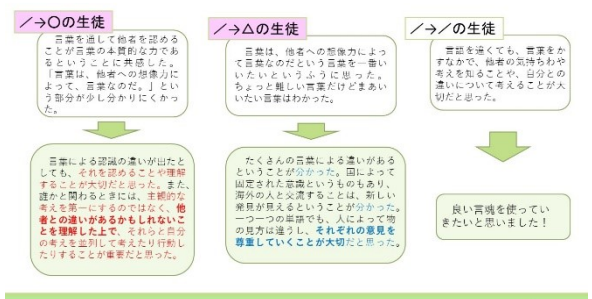 ／→〇の生徒
言葉を通して他者を認める
ことが言葉の本質的な力であ
るということに共感した。
「言葉は、他者への想像力に
よって、言葉なのだ。」とい
う部分が少し分かりにくかっ
た。
言葉による認識の違いが出たと
しても、それを認めることや理解
することが大切だと思った。また、
誰かと関わるときには、主観的な
考えを第一にするのではなく、他
者との違いがあるかもしれないこ
とを理解した上で、それらと自分
の考えを並列して考えたり行動し
たりすることが重要だと思った。
／→△の生徒
言葉は、他者への想像力によっ
て言葉なのだという言葉を一番い
いたいというふうに思った。
ちょっと難しい言葉だけどまあい
いたい言葉はわかった。
たくさんの言葉による違いがある
ということが分かった。国によって
固定された意識というものもあり、
海外の人と交流することは、新しい
発見が見えるということが分かった。
一つ一つの単語でも、人によって物
の見方は違うし、それぞれの意見を
尊重していくことが大切だと思った。
／→／の生徒
言語を違くても、言葉をか
すなかで、他者の気持ちわや
考えを知ることや、自分との
違いについて考えることが大
切だと思った。
良い言魂を使ってい
きたいと思いました！